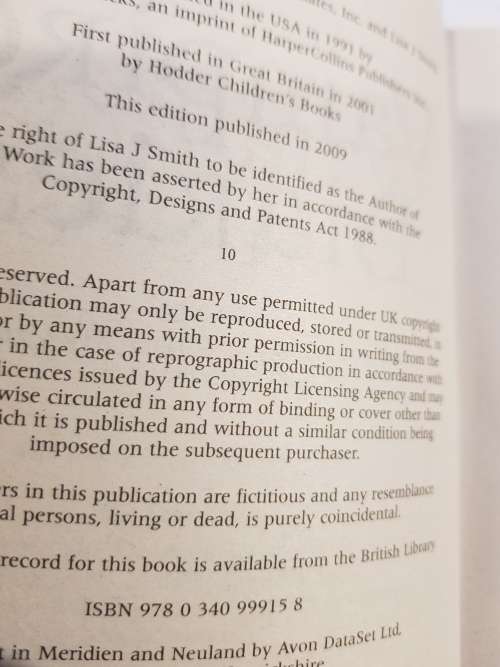 in the USA in 1991 by
an imprint of HarperCollins Publishers Inc.
First published in Great Britain in 2001
by Hodder Children's Books
This edition published in 2009
right of Lisa J Smith to be identified as the Author of
Work has been asserted by her in accordance with the
Copyright, Designs and Patents Act 1988.
10
eserved. Apart from any use permitted under UK copyright
blication may only be reproduced, stored or transmitted, in
or by any means with prior permission in writing from the
r in the case of reprographic production in accordance with
licences issued by the Copyright Licensing Agency and may
wise circulated in any form of binding or cover other than
ich it is published and without a similar condition being
imposed on the subsequent purchaser.
rs in this publication are fictitious and any resemblance
al persons, living or dead, is purely coincidental.
record for this book is available from the British Library
ISBN 978 0 340 99915 8
t in Meridien and Neuland by Avon DataSet Ltd,